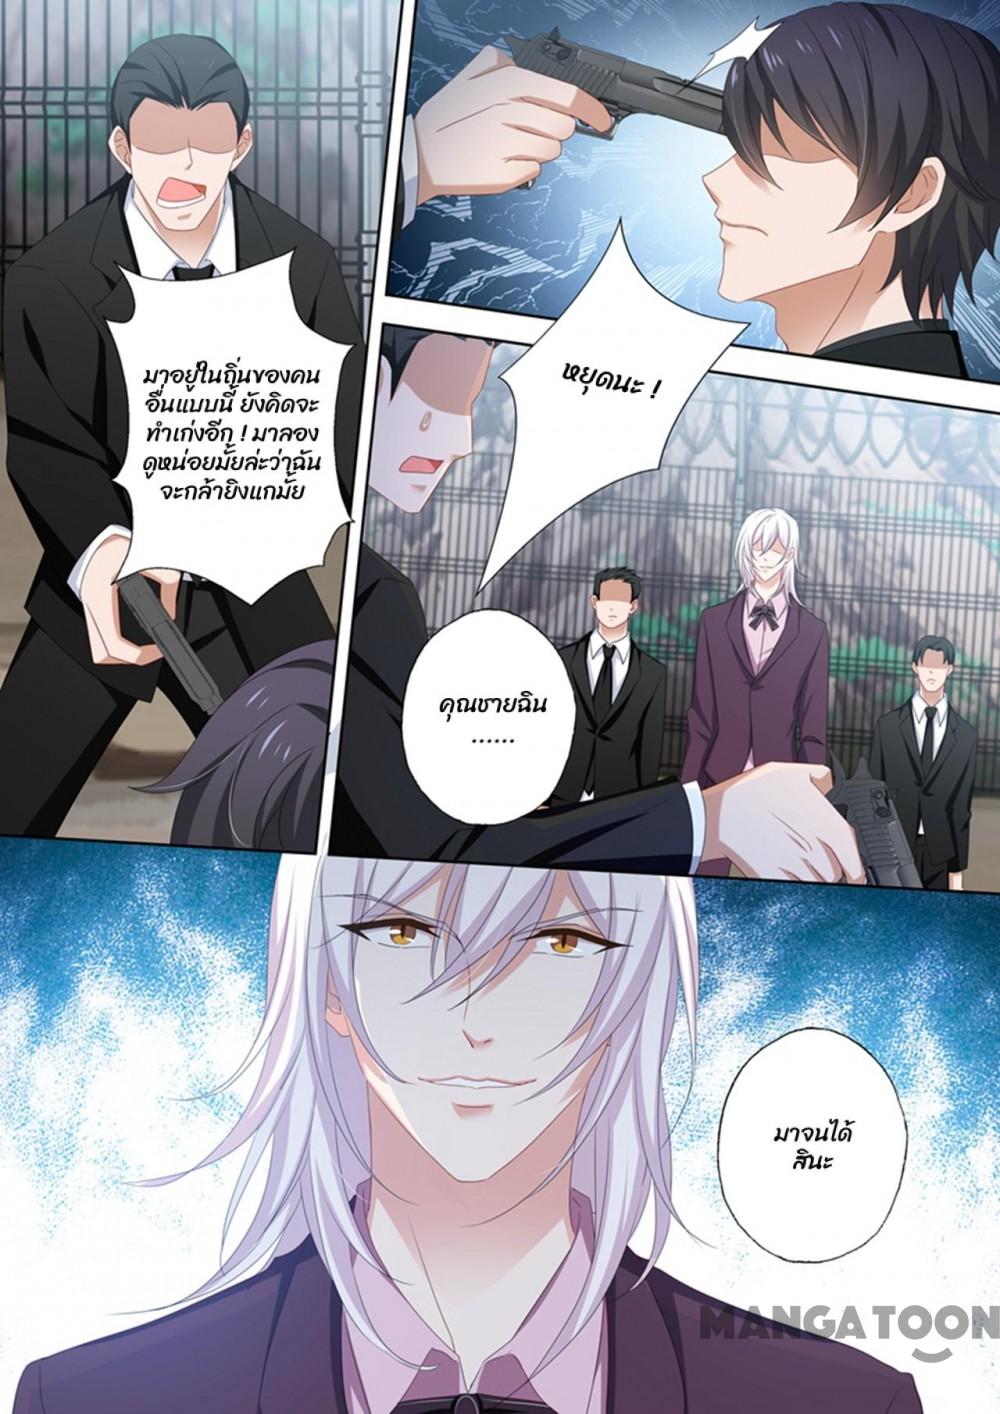 มาอยู่ในถิ่นของคน
อื่นแบบนี้ ยังคิดจะ
ทำเก่งอีก ! มาลอง
ดูหน่อยมั้ยล่ะว่าฉัน
จะกล้ายิงแกมั้ย
หยุดนะ !
คุณชายฉิน
......
มาจนได้
สินะ
MANGATOON